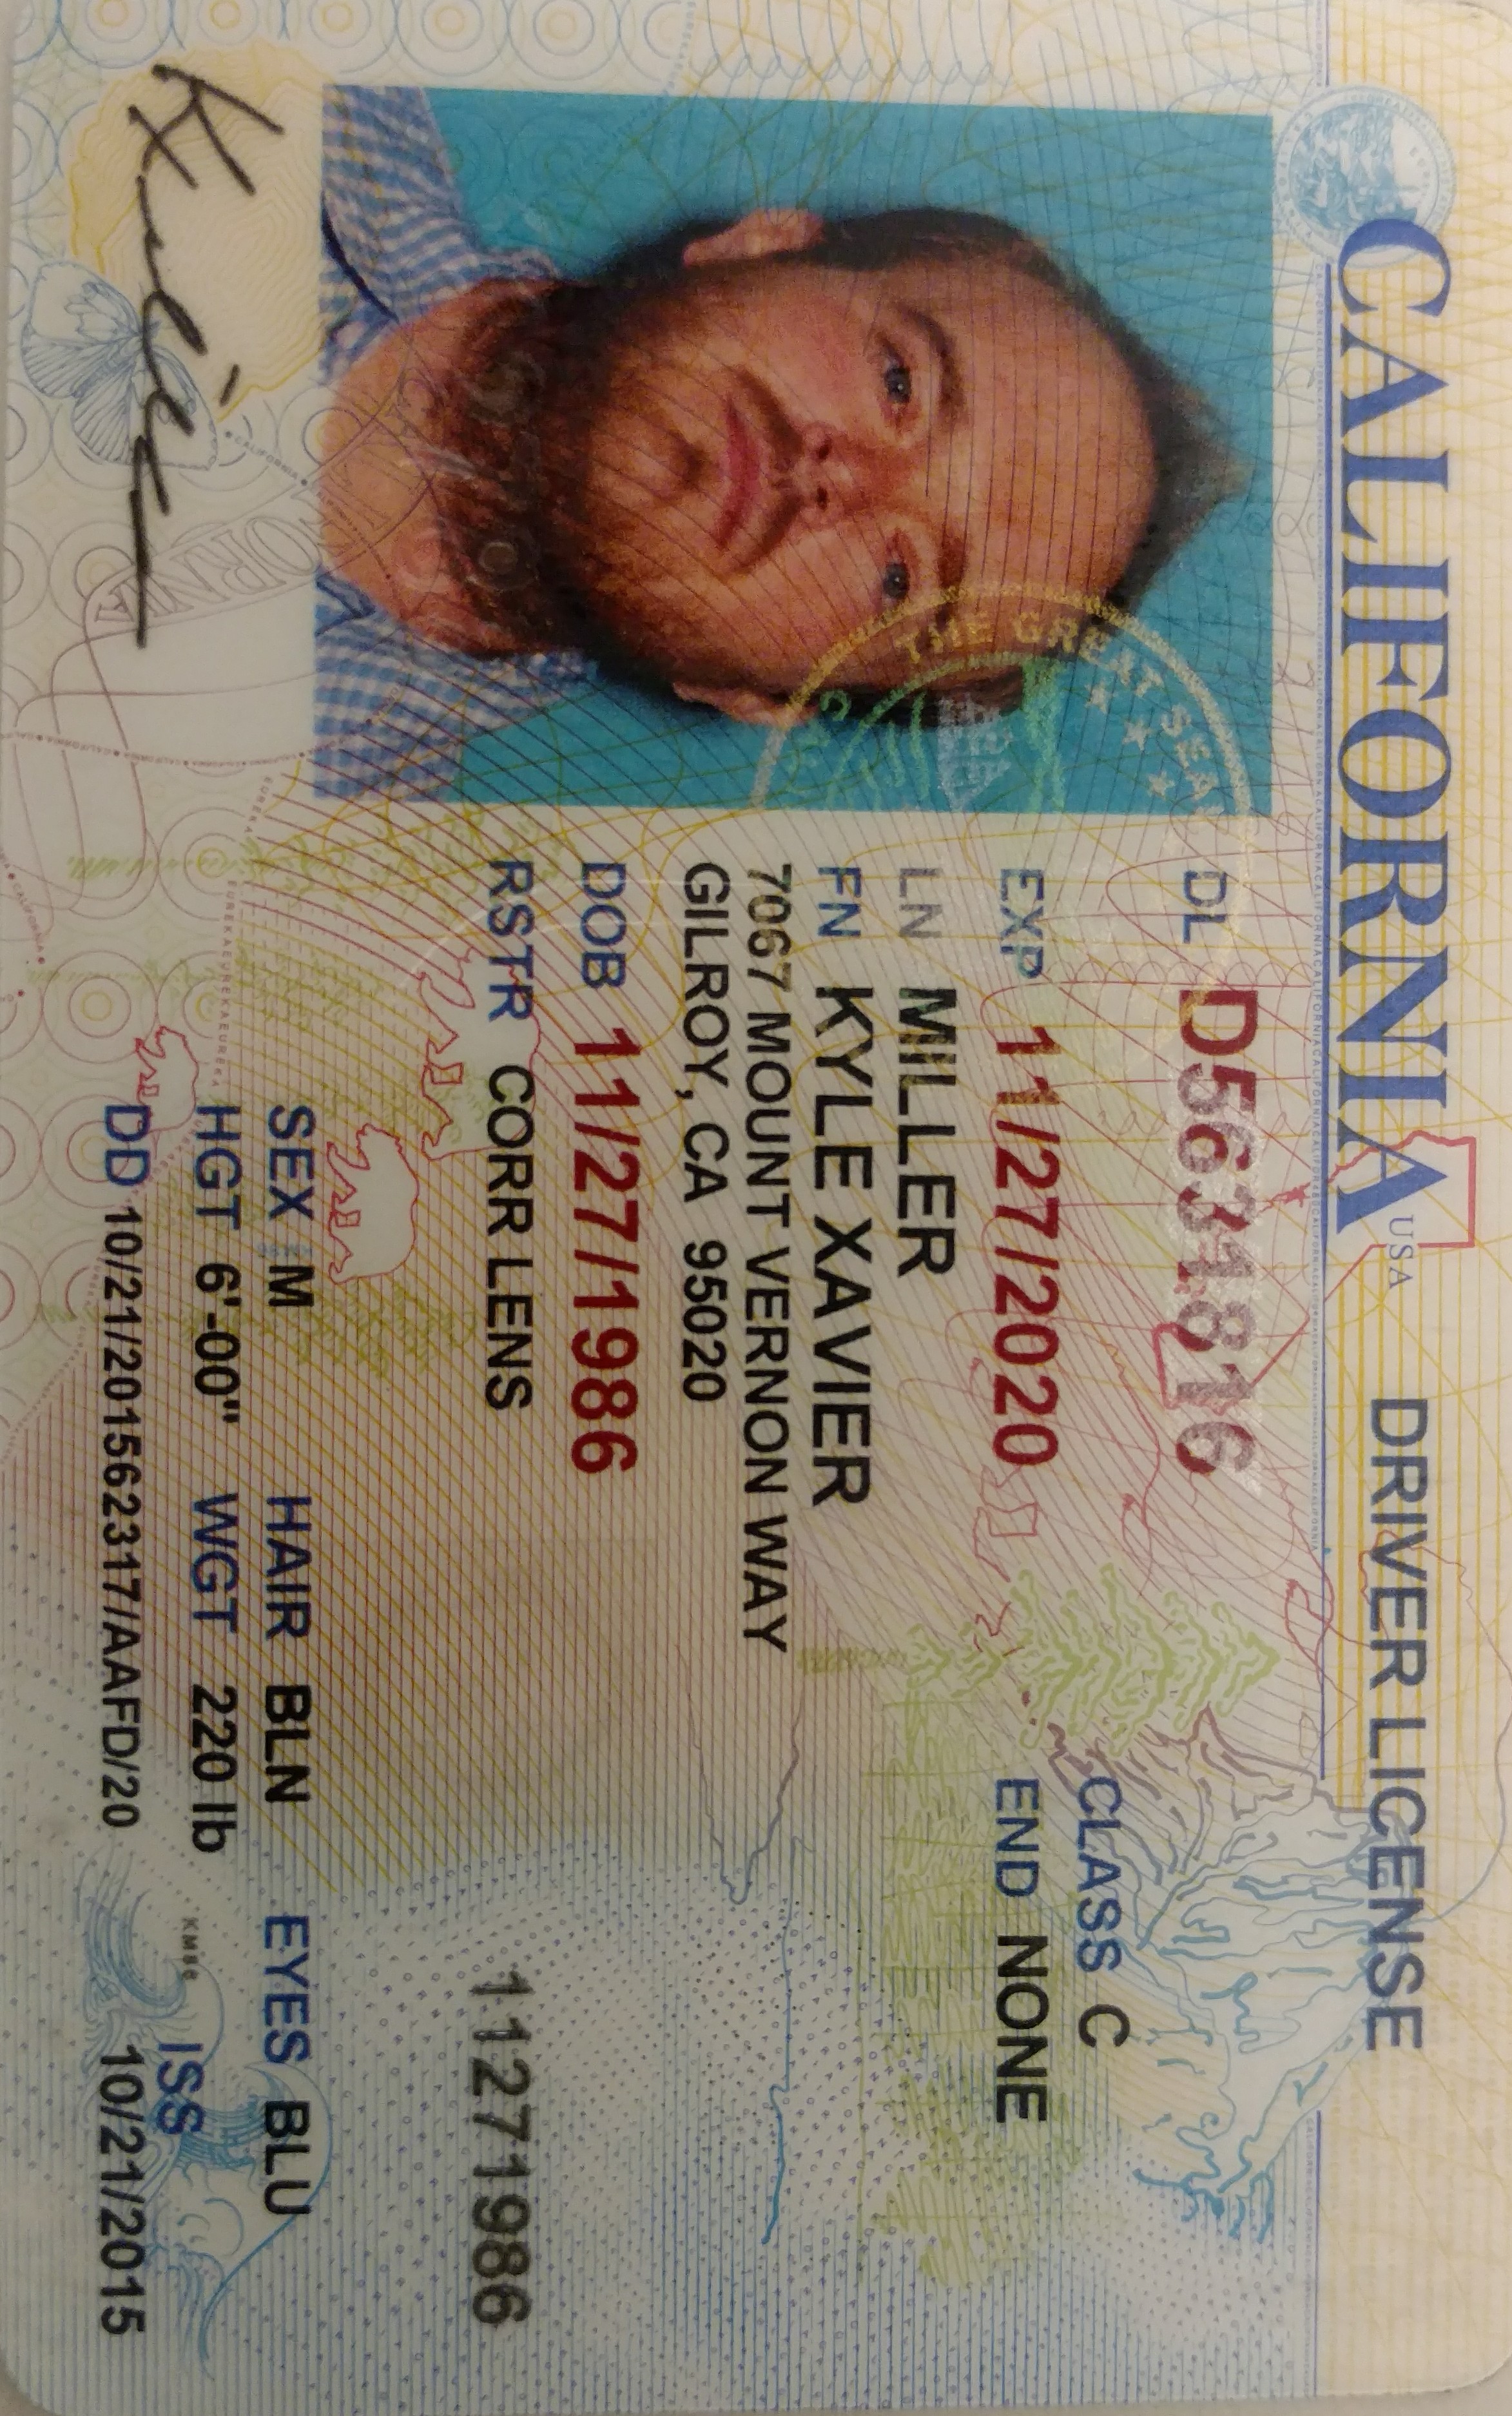 CALIFORNIA USA DRIVER LICENSE
DL D5631816
CLASS C
EXP 11/27/2020
END NONE
LN MILLER
FN KYLE XAVIER
7067 MOUNT VERNON WAY
GILROY, CA 95020
DOB 11/27/1986
RSTR CORR LENS
11271986
SEX M HAIR BLN EYES BLU
HGT 6'-00" WGT 220 lb
ISS
DD 10/21/201562317/AAFD/20 10/21/2015
THE GREAT SEAL